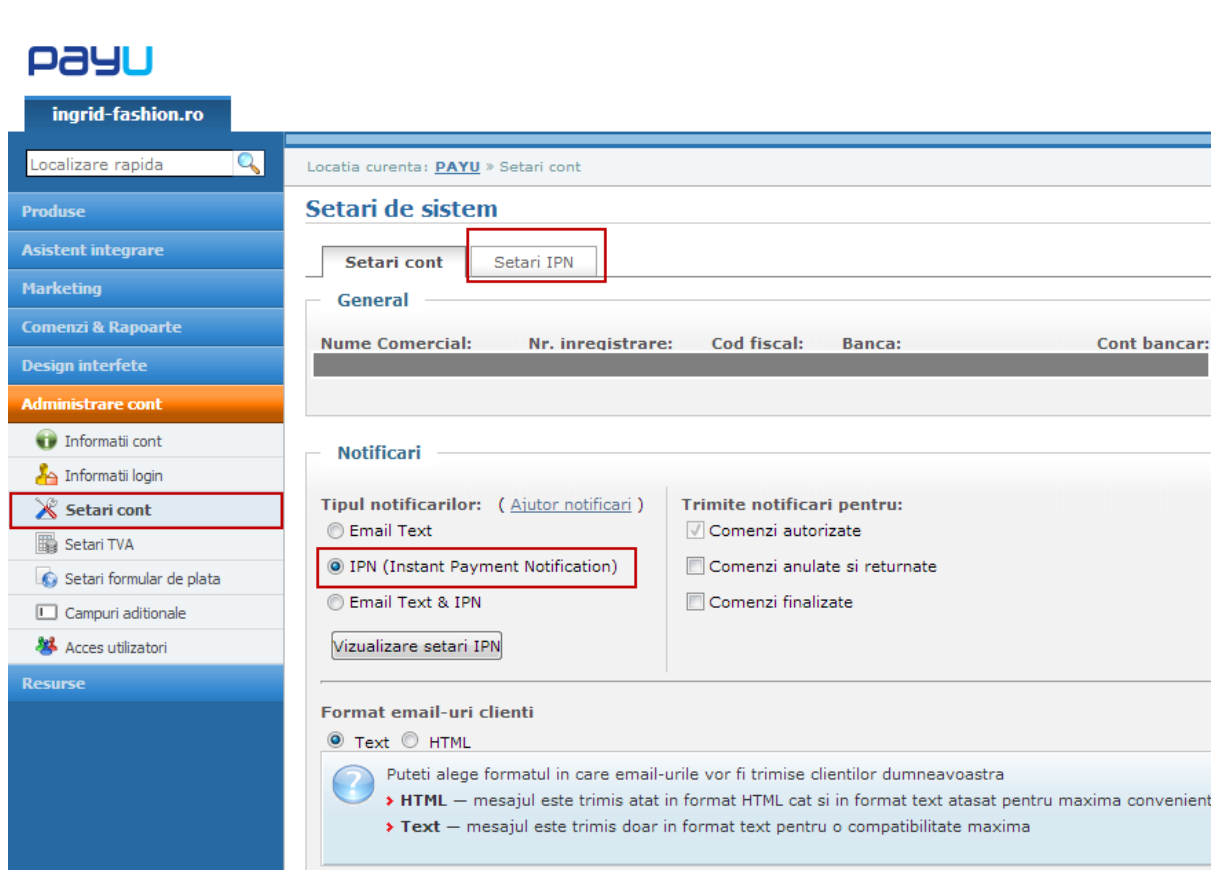 payu
ingrid-fashion.ro
Localizare rapida
Produse
Asistent integrare
Marketing
Comenzi & Rapoarte
Design interfete
Administrare cont
Informatii cont
Informatii login
Setari cont
Setari TVA
Setari formular de plata
Campuri aditionale
Acces utilizatori
Resurse
Locatia curenta: PAYU » Setari cont
Setari de sistem
Setari cont Setari IPN
General
Nume Comercial: Nr. inregistrare: Cod fiscal: Banca: Cont bancar:
Notificari
Tipul notificarilor: ( Ajutor notificari )
Email Text
IPN (Instant Payment Notification)
Email Text & IPN
Vizualizare setari IPN
Trimite notificari pentru:
Comenzi autorizate
Comenzi anulate si returnate
Comenzi finalizate
Format email-uri clienti
Text HTML
Puteti alege formatul in care email-urile vor fi trimise clientilor dumneavoastra
HTML — mesajul este trimis atat in format HTML cat si in format text atasat pentru maxima convenient
Text — mesajul este trimis doar in format text pentru o compatibilitate maxima